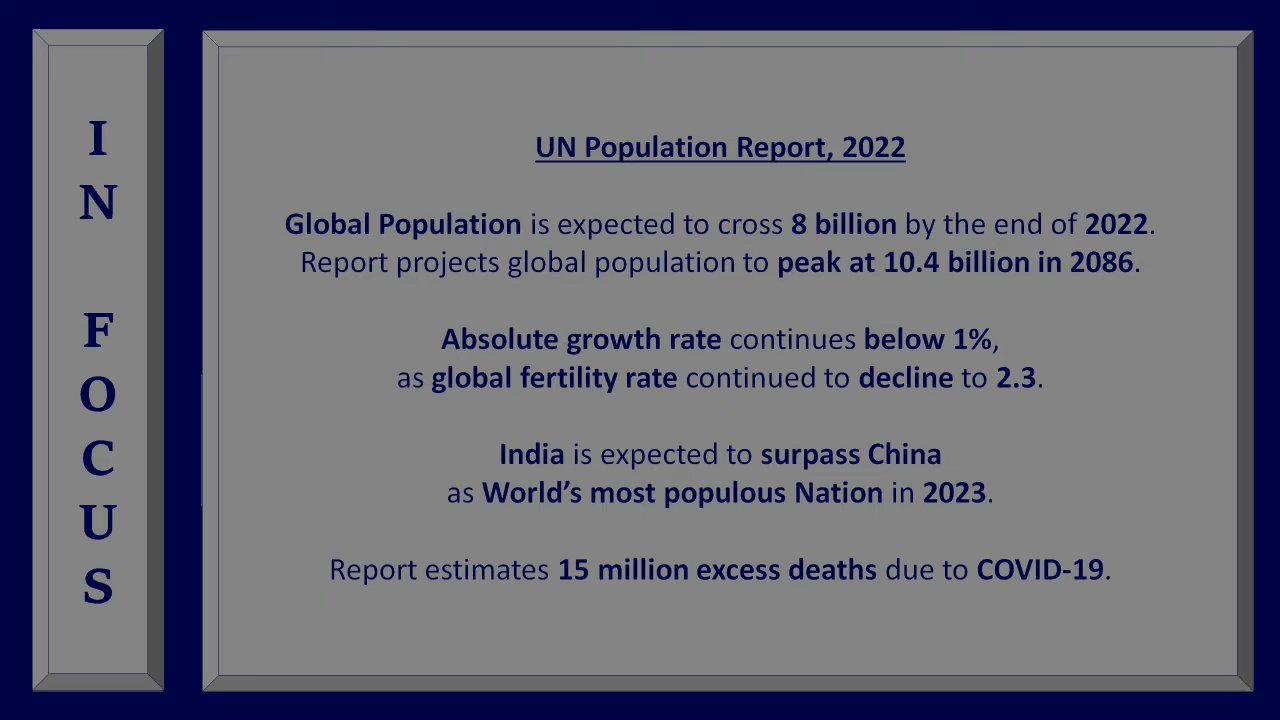 IN FOCUS
UN Population Report, 2022
Global Population is expected to cross 8 billion by the end of 2022.
Report projects global population to peak at 10.4 billion in 2086.
Absolute growth rate continues below 1%,
as global fertility rate continued to decline to 2.3.
India is expected to surpass China
as World's most populous Nation in 2023.
Report estimates 15 million excess deaths due to COVID-19.